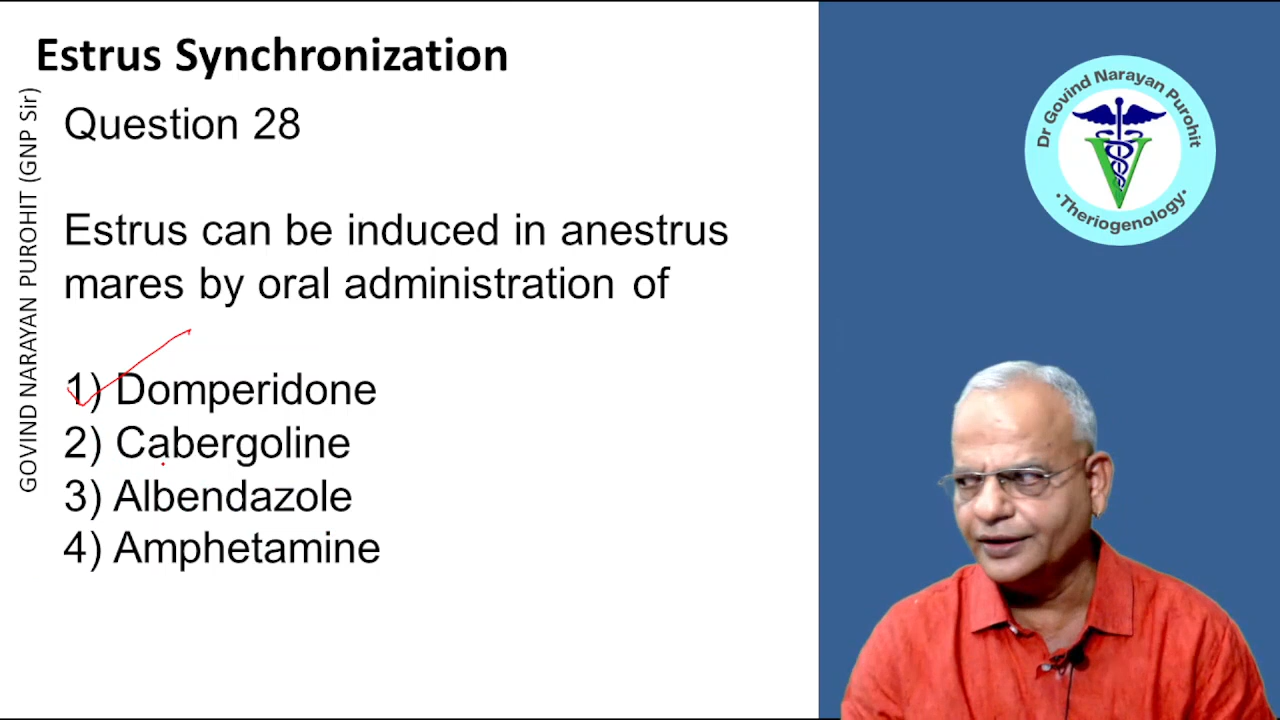 Estrus Synchronization
GOVIND NARAYAN PUROHIT (GNP Sir)
Question 28
Estrus can be induced in anestrus
mares by oral administration of
1) Domperidone
2) Cabergoline
3) Albendazole
4) Amphetamine
Dr Govind Narayan Purohit
V
•Theriogenology•